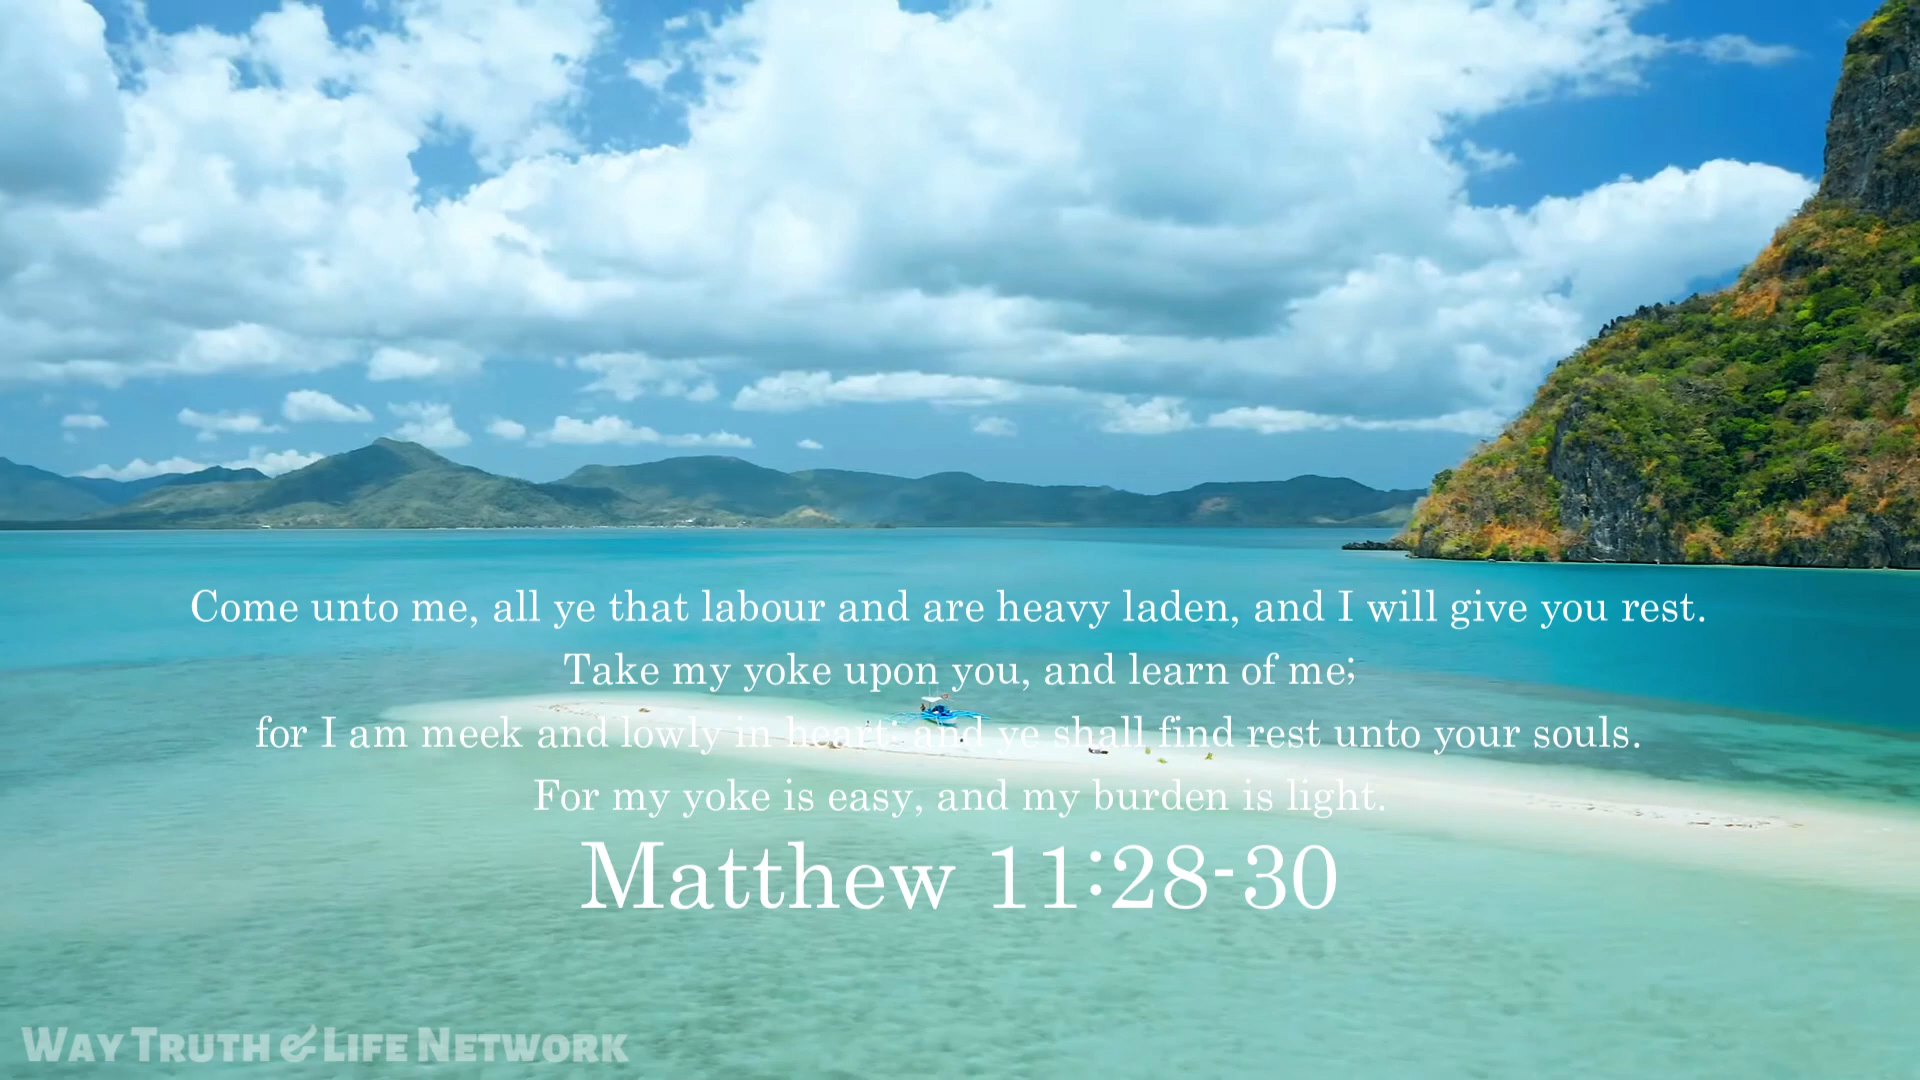 Come unto me, all ye that labour and are heavy laden, and I will give you rest.
Take my yoke upon you, and learn of me;
for I am meek and lowly in heart: and ye shall find rest unto your souls.
For my yoke is easy, and my burden is light.
Matthew 11:28-30
WAY TRUTH & LIFE NETWORK